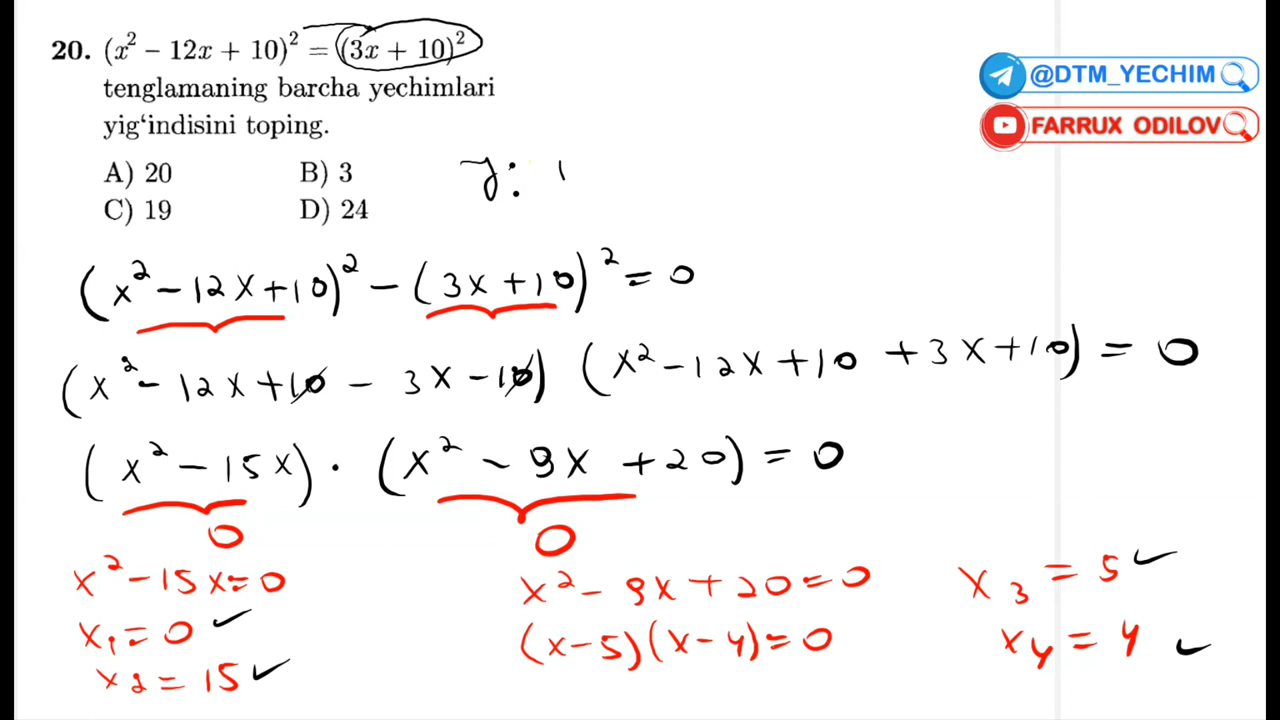 20. (x² − 12x + 10)² = (3x + 10)²
tenglamaning barcha yechimlari
yig‘indisini toping.
A) 20 B) 3
C) 19 D) 24
@DTM_YECHIM
FARRUX ODILOV
J:
(x² − 12x + 10)² − (3x + 10)² = 0
(x² − 12x + 10 − 3x − 10) (x² − 12x + 10 + 3x + 10) = 0
(x² − 15x) · (x² − 9x + 20) = 0
0 0
x² − 15x = 0 x² − 9x + 20 = 0 x₃ = 5
x₁ = 0 (x − 5)(x − 4) = 0 x₄ = 4
x₂ = 15